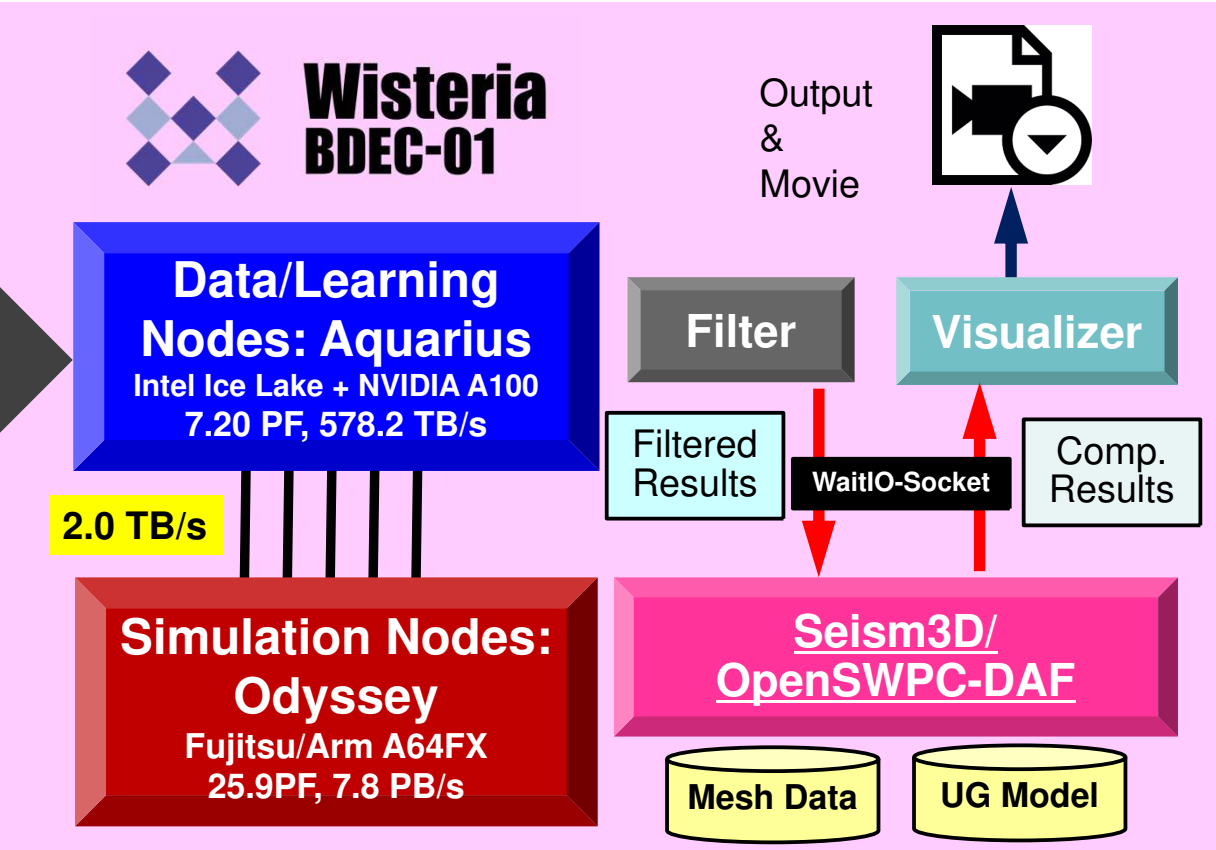 Wisteria
BDEC-01
Output
&
Movie
Data/Learning
Nodes: Aquarius
Intel Ice Lake + NVIDIA A100
7.20 PF, 578.2 TB/s
Filter
Visualizer
Filtered
Results
WaitIO-Socket
Comp.
Results
2.0 TB/s
Simulation Nodes:
Odyssey
Fujitsu/Arm A64FX
25.9PF, 7.8 PB/s
Seism3D/
OpenSWPC-DAF
Mesh Data
UG Model